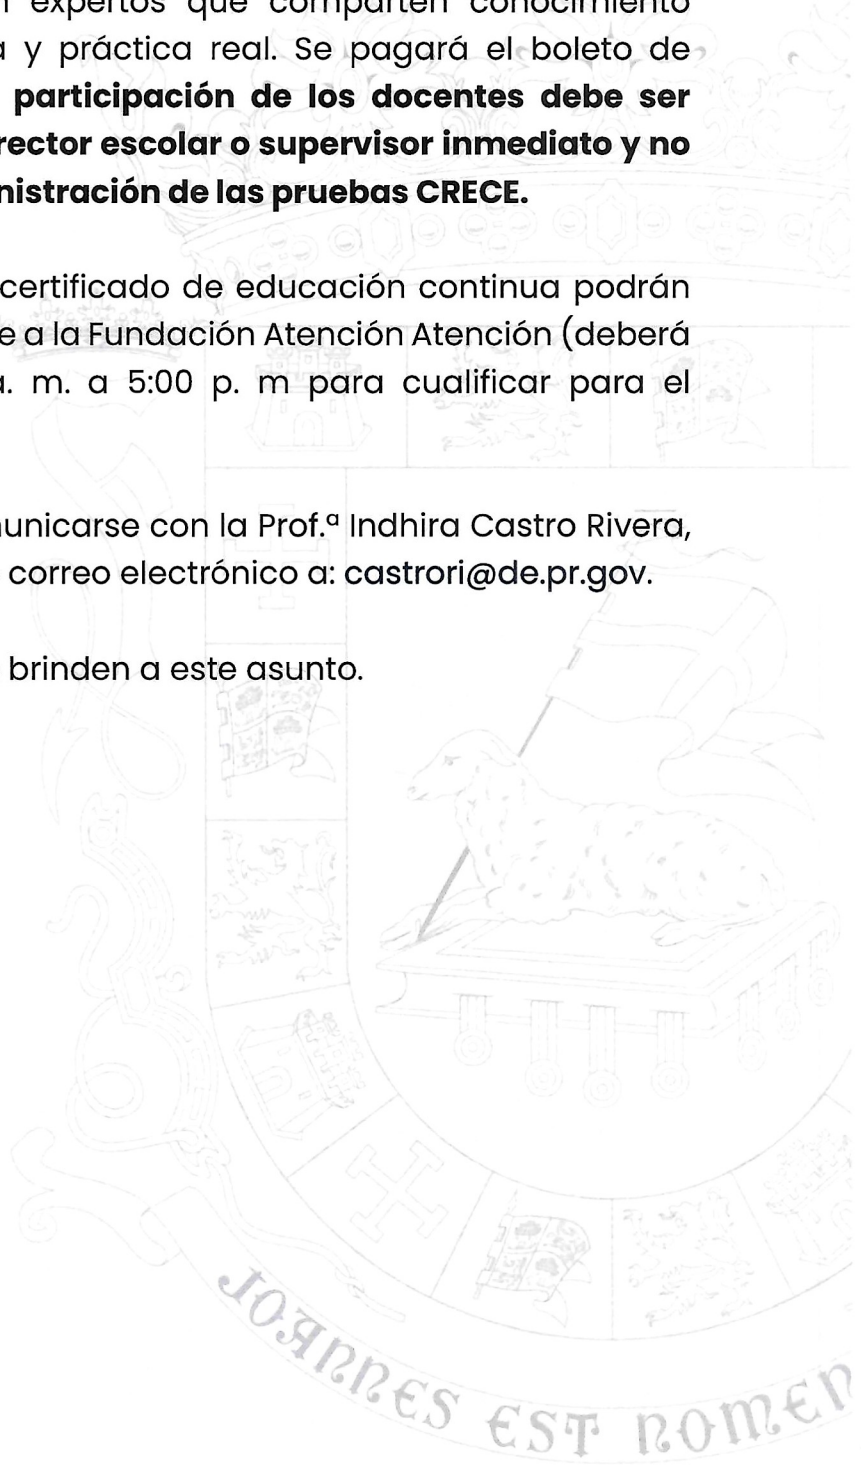 expertos que comparten conocimiento
y práctica real. Se pagará el boleto de
participación de los docentes debe ser
rector escolar o supervisor inmediato y no
nistración de las pruebas CRECE.
certificado de educación continua podrán
e a la Fundación Atención Atención (deberá
a. m. a 5:00 p. m para cualificar para el
unicarse con la Prof.ª Indhira Castro Rivera,
correo electrónico a: castrori@de.pr.gov.
brinden a este asunto.
JOANNES EST NOMEN